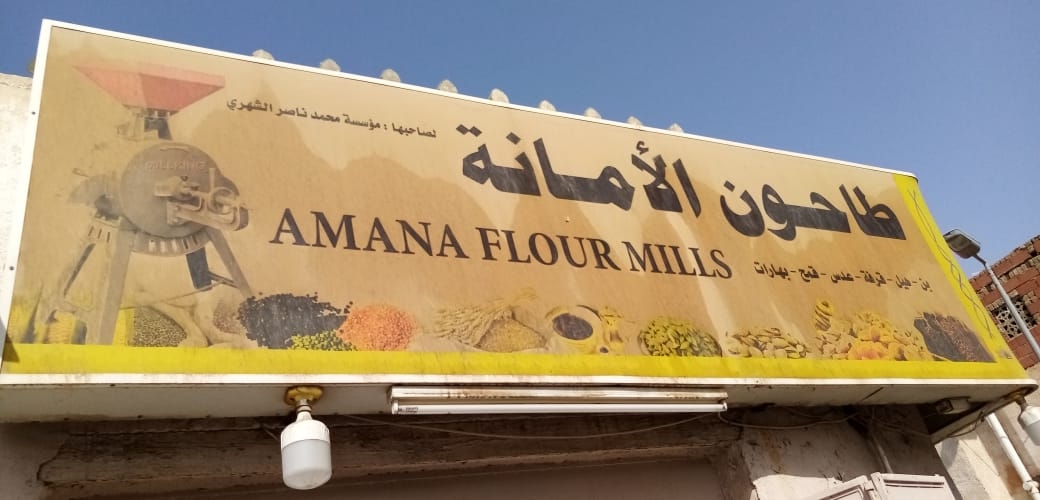 لصاحبها : مؤسسة محمد ناصر الشهري
طاحون الأمانة
AMANA FLOUR MILLS
بن - هيل - قرفة - عدس - قمح - بهارات